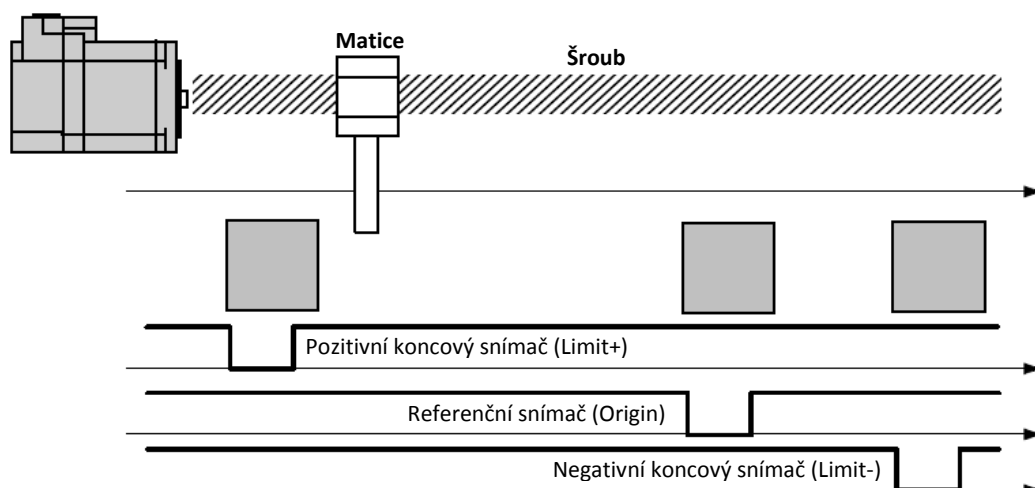 Matice
Šroub
Pozitivní koncový snímač (Limit+)
Referenční snímač (Origin)
Negativní koncový snímač (Limit-)